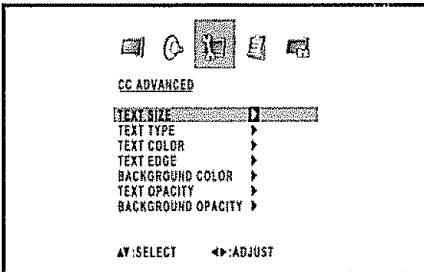 CC ADVANCED
TEXT SIZE
TEXT TYPE
TEXT COLOR
TEXT EDGE
BACKGROUND COLOR
TEXT OPACITY
BACKGROUND OPACITY
▲▼:SELECT ◀▶:ADJUST